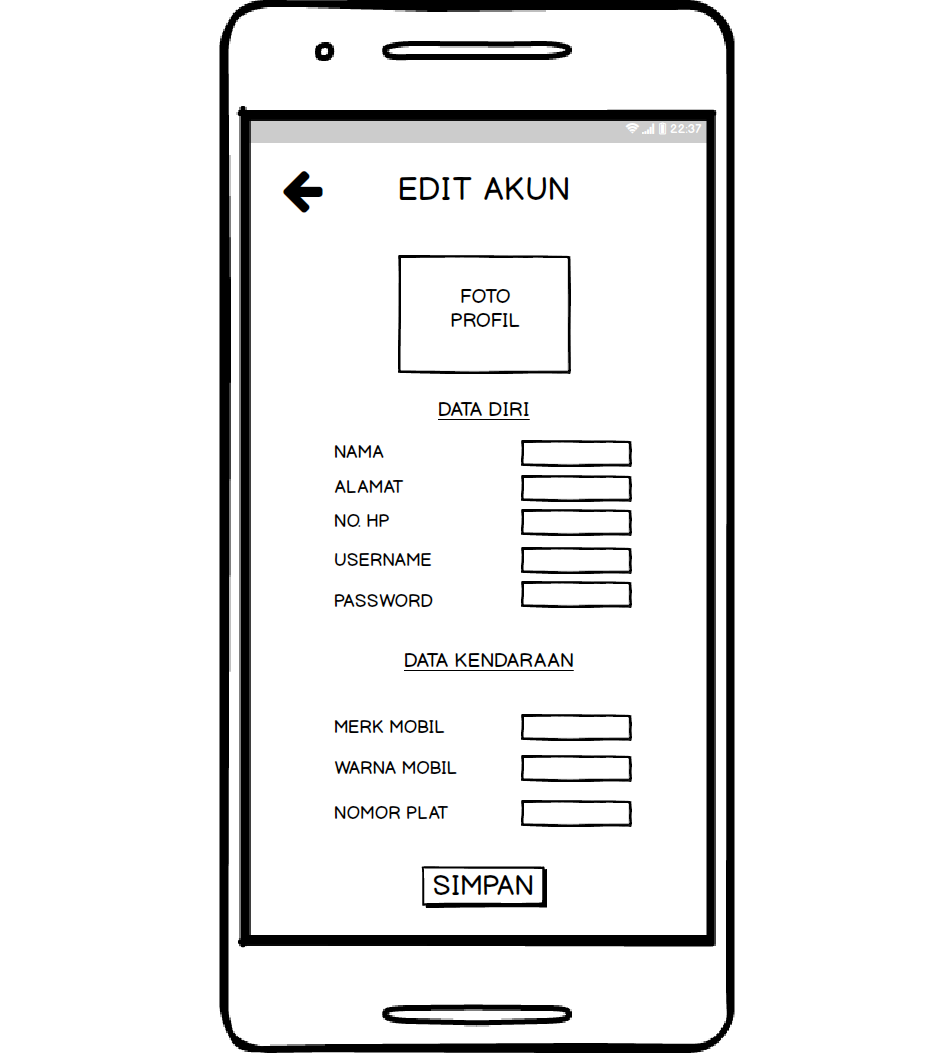 22:37
EDIT AKUN
FOTO
PROFIL
DATA DIRI
NAMA
ALAMAT
NO. HP
USERNAME
PASSWORD
DATA KENDARAAN
MERK MOBIL
WARNA MOBIL
NOMOR PLAT
SIMPAN